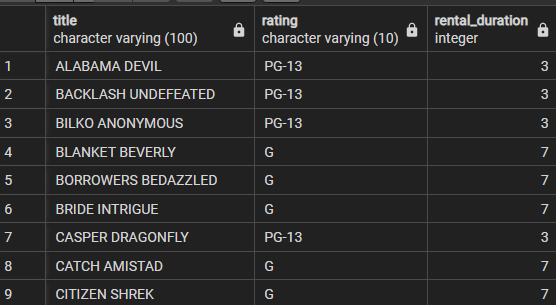 title rating rental_duration
character varying (100) character varying (10) integer
1 ALABAMA DEVIL PG-13 3
2 BACKLASH UNDEFEATED PG-13 3
3 BILKO ANONYMOUS PG-13 3
4 BLANKET BEVERLY G 7
5 BORROWERS BEDAZZLED G 7
6 BRIDE INTRIGUE G 7
7 CASPER DRAGONFLY PG-13 3
8 CATCH AMISTAD G 7
9 CITIZEN SHREK G 7